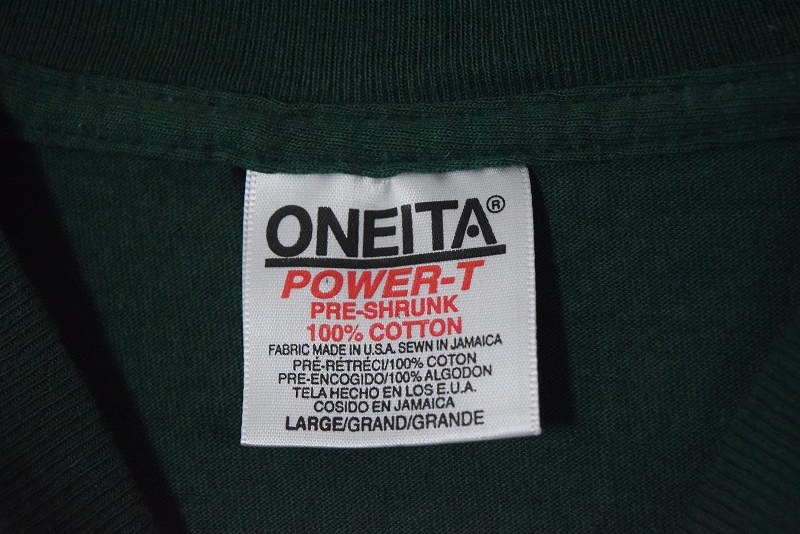 ONEITA®
POWER-T
PRE-SHRUNK
100% COTTON
FABRIC MADE IN U.S.A. SEWN IN JAMAICA
PRÉ-RÉTRÉCI/100% COTON
PRE-ENCOGIDO/100% ALGODON
TELA HECHO EN LOS E.U.A.
COSIDO EN JAMAICA
LARGE/GRAND/GRANDE